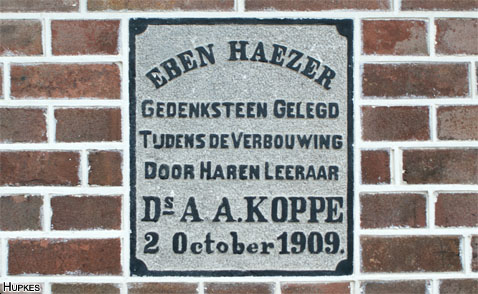 EBEN HAEZER
GEDENKSTEEN GELEGD
TIJDENS DE VERBOUWING
DOOR HAREN LEERAAR
Ds A A. KOPPE
2 October 1909.
HUPKES